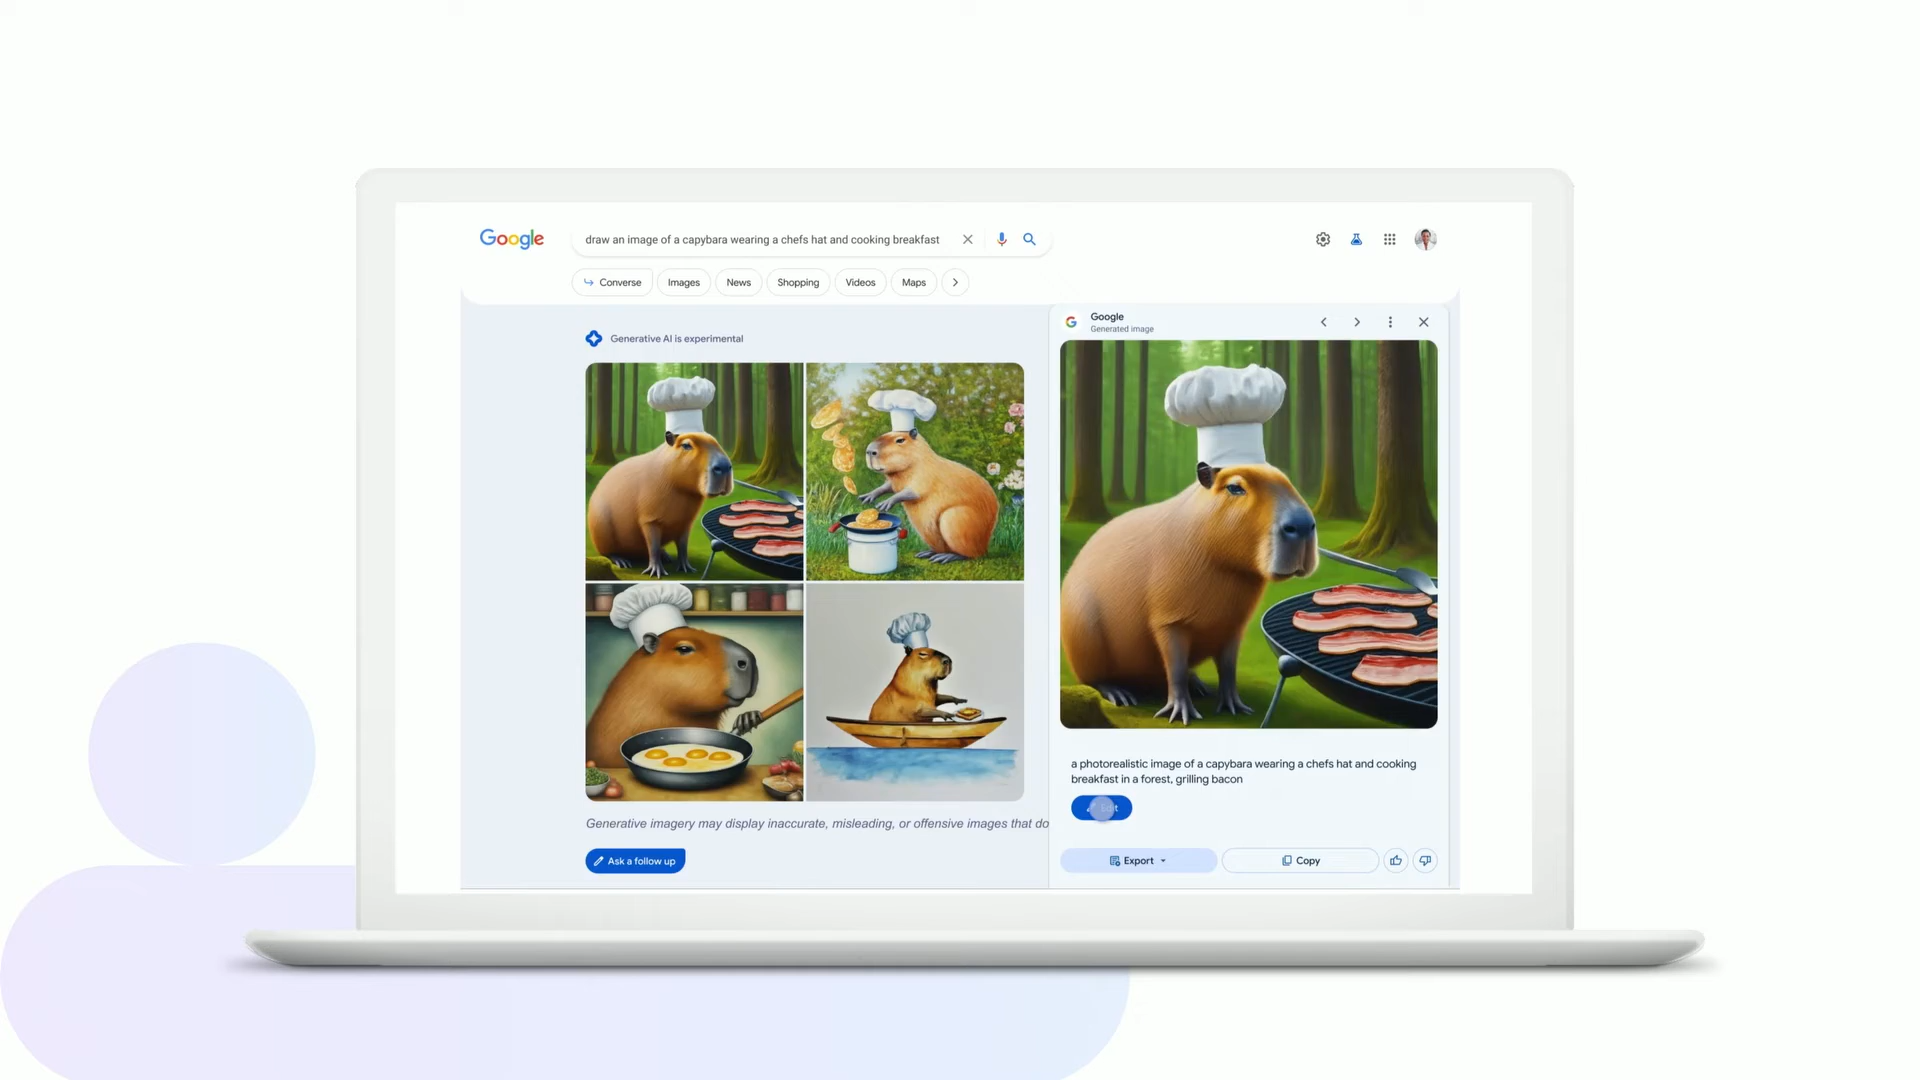 Google
draw an image of a capybara wearing a chefs hat and cooking breakfast
Converse
Images
News
Shopping
Videos
Maps
Generative AI is experimental
Generative imagery may display inaccurate, misleading, or offensive images that do
Ask a follow up
Google
Generated image
a photorealistic image of a capybara wearing a chefs hat and cooking
breakfast in a forest, grilling bacon
Edit
Export
Copy